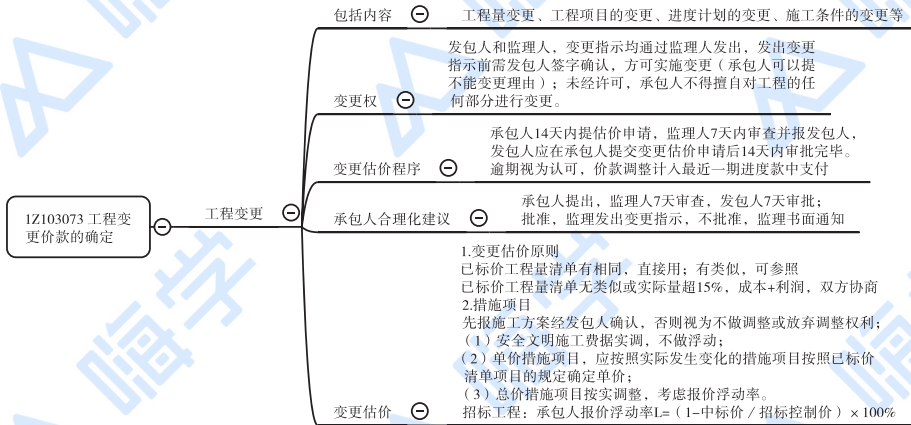 包括内容
工程量变更、工程项目的变更、进度计划的变更、施工条件的变更等
发包人和监理人，变更指示均通过监理人发出，发出变更
指示前需发包人签字确认，方可实施变更（承包人可以提
不能变更理由）；未经许可，承包人不得擅自对工程的任
何部分进行变更。
变更权
承包人14天内提估价申请，监理人7天内审查并报发包人，
发包人应在承包人提交变更估价申请后14天内审批完毕。
逾期视为认可，价款调整计入最近一期进度款中支付
变更估价程序
1Z103073 工程变
更价款的确定
工程变更
承包人提出，监理人7天审查，发包人7天审批；
批准，监理发出变更指示，不批准，监理书面通知
承包人合理化建议
1.变更估价原则
已标价工程量清单有相同，直接用；有类似，可参照
已标价工程量清单无类似或实际量超15%，成本+利润，双方协商
2.措施项目
先报施工方案经发包人确认，否则视为不做调整或放弃调整权利；
（1）安全文明施工费据实调，不做浮动；
（2）单价措施项目，应按照实际发生变化的措施项目按照已标价
清单项目的规定确定单价；
（3）总价措施项目按实调整，考虑报价浮动率。
招标工程：承包人报价浮动率L=（1-中标价／招标控制价）×100%
变更估价
嗨学
嗨学